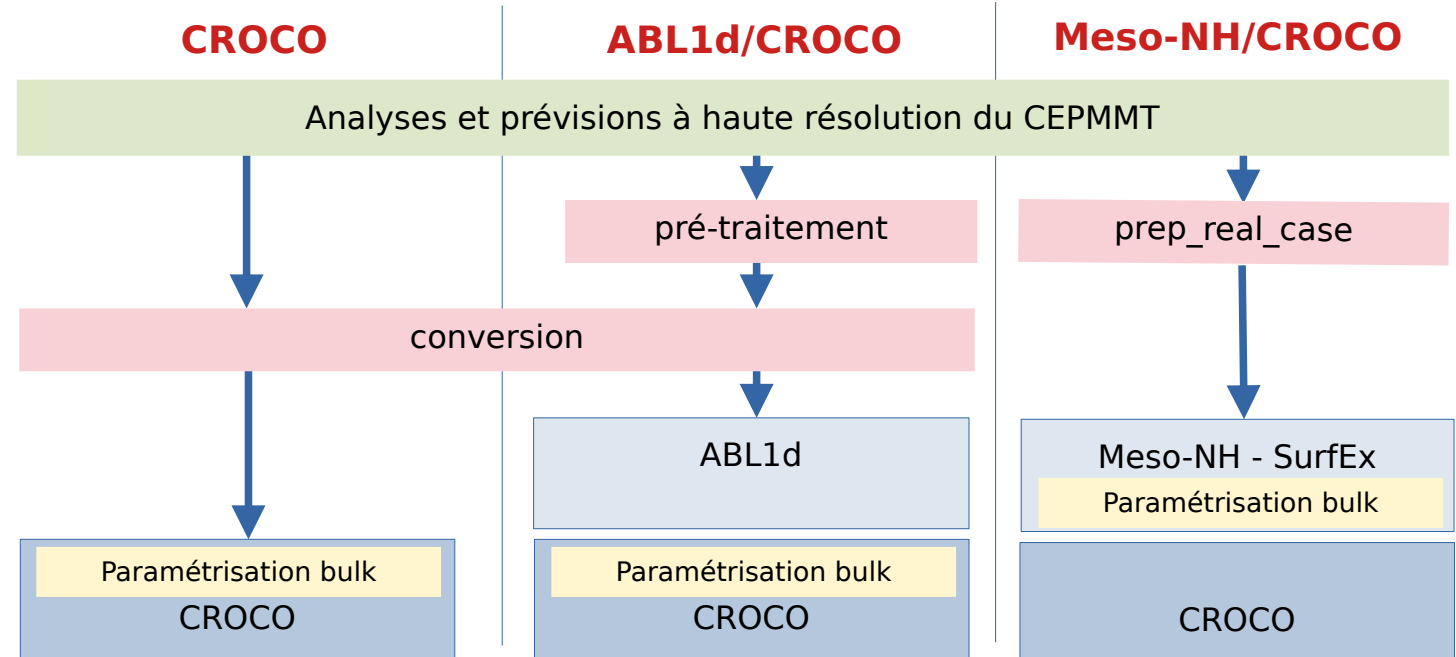 CROCO
ABL1d/CROCO
Meso-NH/CROCO
Analyses et prévisions à haute résolution du CEPMMT
pré-traitement
prep_real_case
conversion
ABL1d
Meso-NH - SurfEx
Paramétrisation bulk
Paramétrisation bulk
CROCO
Paramétrisation bulk
CROCO
CROCO